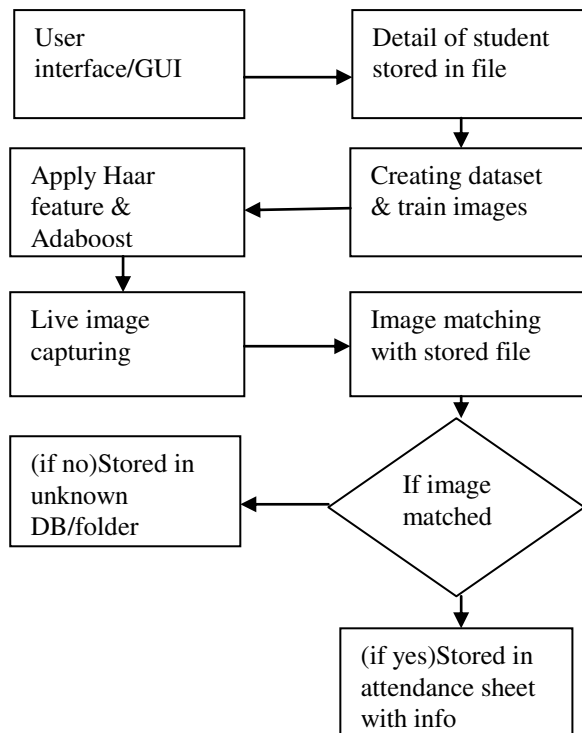 User
interface/GUI
Detail of student
stored in file
Apply Haar
feature &
Adaboost
Creating dataset
& train images
Live image
capturing
Image matching
with stored file
(if no)Stored in
unknown
DB/folder
If image
matched
(if yes)Stored in
attendance sheet
with info